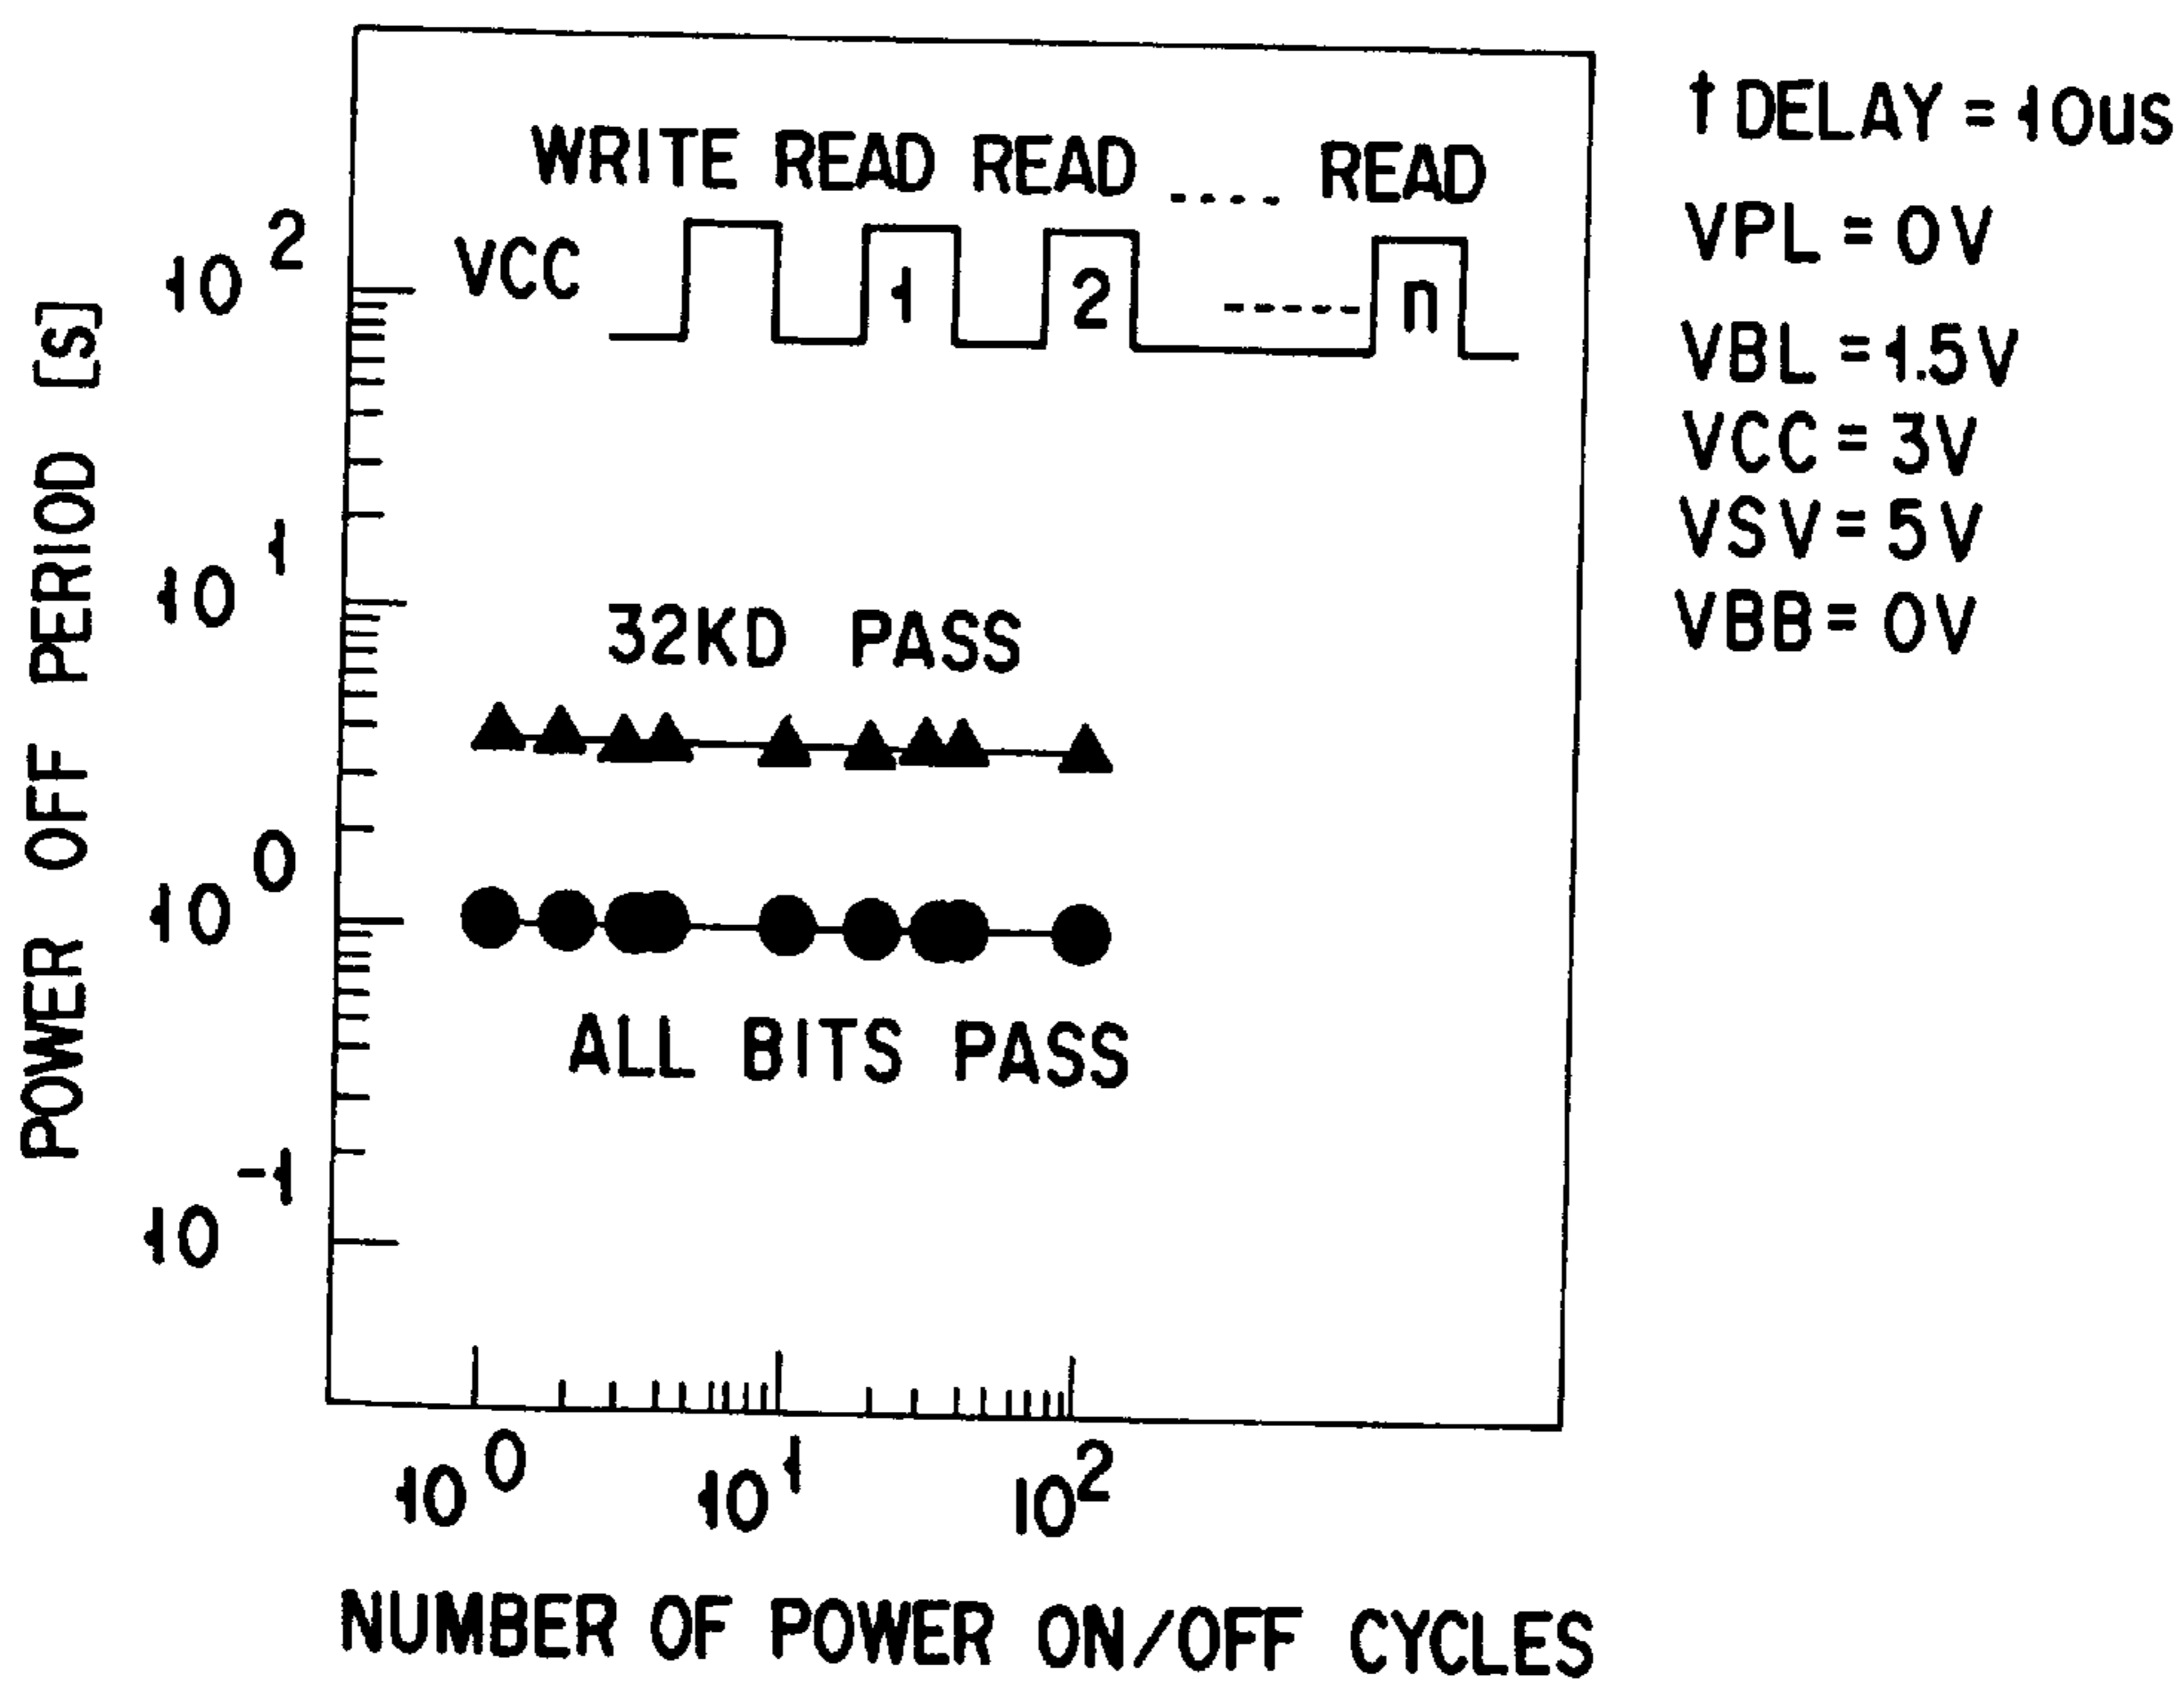 WRITE READ READ ---- READ
VCC
1 2 ----- n
10^2
10^1
10^0
10^-1
POWER OFF PERIOD [S]
32KD PASS
ALL BITS PASS
10^0 10^1 10^2
NUMBER OF POWER ON/OFF CYCLES
t DELAY = 10us
VPL = 0V
VBL = 1.5V
VCC = 3V
VSV = 5V
VBB = 0V